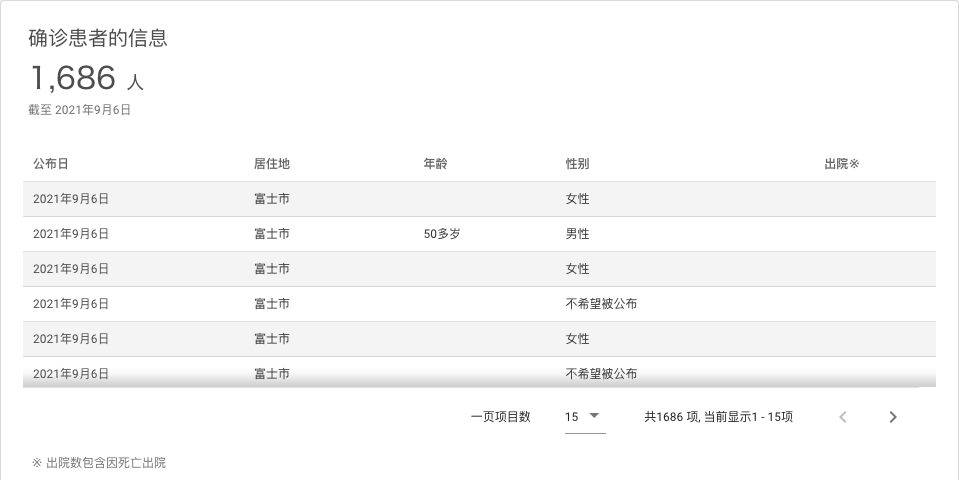 确诊患者的信息
1,686 人
截至 2021年9月6日
公布日 居住地 年龄 性别 出院※
2021年9月6日 富士市 女性
2021年9月6日 富士市 50多岁 男性
2021年9月6日 富士市 女性
2021年9月6日 富士市 不希望被公布
2021年9月6日 富士市 女性
2021年9月6日 富士市 不希望被公布
一页项目数 15 共1686 项, 当前显示1 - 15项
※ 出院数包含因死亡出院